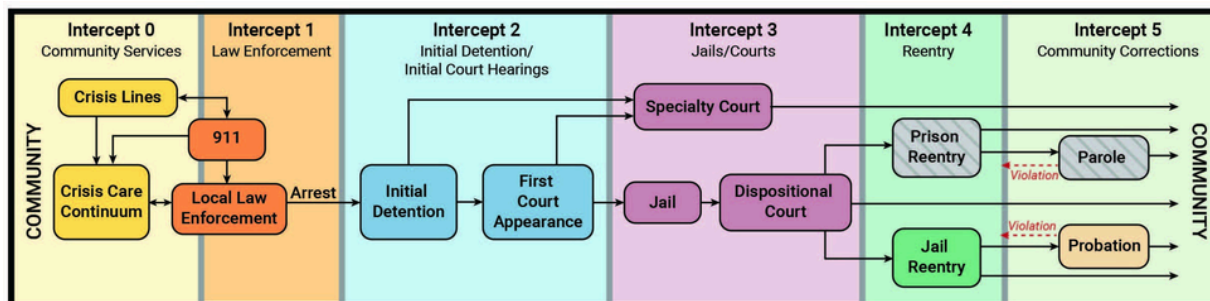 Intercept 0
Community Services
Intercept 1
Law Enforcement
Intercept 2
Initial Detention/
Initial Court Hearings
Intercept 3
Jails/Courts
Intercept 4
Reentry
Intercept 5
Community Corrections
COMMUNITY
Crisis Lines
911
Crisis Care
Continuum
Local Law
Enforcement
Arrest
Initial
Detention
First
Court
Appearance
Specialty Court
Jail
Dispositional
Court
Prison
Reentry
Violation
Parole
Jail
Reentry
Violation
Probation
COMMUNITY